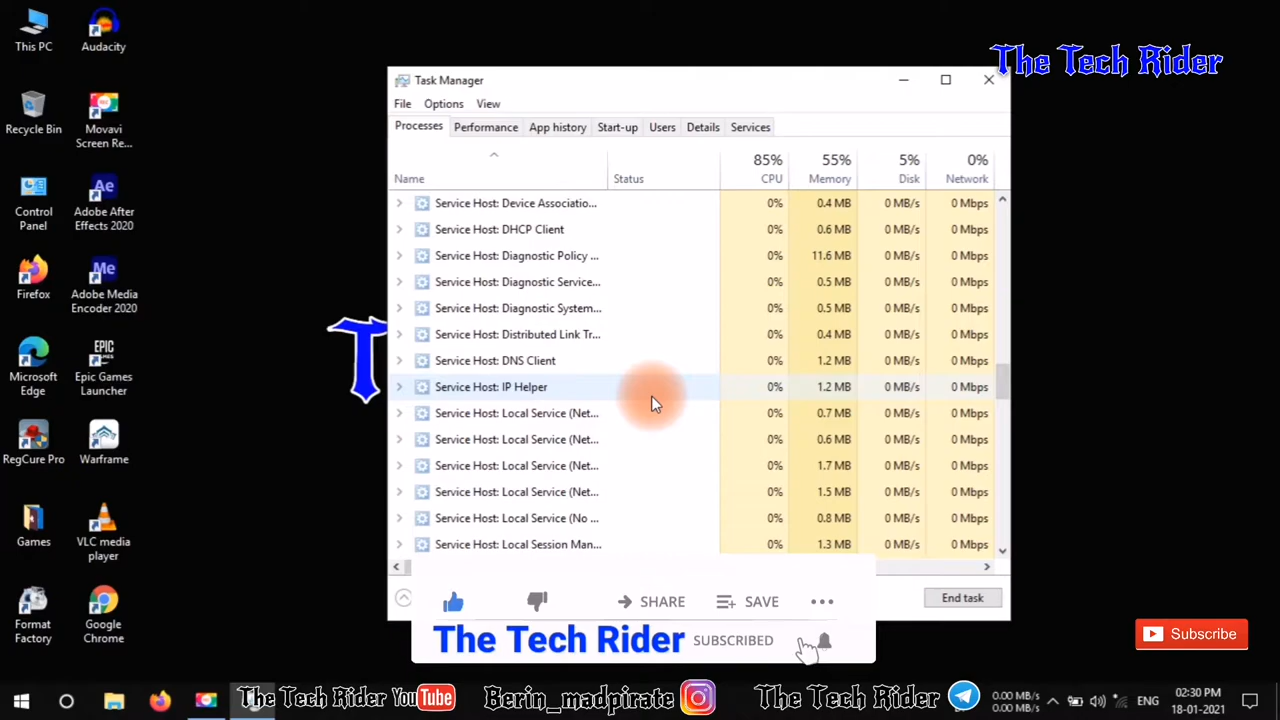 This PC
Audacity
The Tech Rider
Task Manager
File Options View
Processes Performance App history Start-up Users Details Services
85% 55% 5% 0%
Name Status CPU Memory Disk Network
Service Host: Device Associatio... 0% 0.4 MB 0 MB/s 0 Mbps
Service Host: DHCP Client 0% 0.6 MB 0 MB/s 0 Mbps
Service Host: Diagnostic Policy ... 0% 11.6 MB 0 MB/s 0 Mbps
Service Host: Diagnostic Service... 0% 0.5 MB 0 MB/s 0 Mbps
Service Host: Diagnostic System... 0% 0.5 MB 0 MB/s 0 Mbps
Service Host: Distributed Link Tr... 0% 0.4 MB 0 MB/s 0 Mbps
Service Host: DNS Client 0% 1.2 MB 0 MB/s 0 Mbps
Service Host: IP Helper 0% 1.2 MB 0 MB/s 0 Mbps
Service Host: Local Service (Net... 0% 0.7 MB 0 MB/s 0 Mbps
Service Host: Local Service (Net... 0% 0.6 MB 0 MB/s 0 Mbps
Service Host: Local Service (Net... 0% 1.7 MB 0 MB/s 0 Mbps
Service Host: Local Service (Net... 0% 1.5 MB 0 MB/s 0 Mbps
Service Host: Local Service (No ... 0% 0.8 MB 0 MB/s 0 Mbps
Service Host: Local Session Man... 0% 1.3 MB 0 MB/s 0 Mbps
End task
Recycle Bin
Movavi
Screen Re...
Control
Panel
Ae
Adobe After
Effects 2020
Firefox
Me
Adobe Media
Encoder 2020
T
Microsoft
Edge
EPIC
GAMES
Epic Games
Launcher
RegCure Pro
Warframe
Games
VLC media
player
Format
Factory
Google
Chrome
SHARE SAVE
The Tech Rider SUBSCRIBED
Subscribe
The Tech Rider YouTube
Berin_madpirate
The Tech Rider
0.00 MB/s
0.00 MB/s
ENG
02:30 PM
18-01-2021